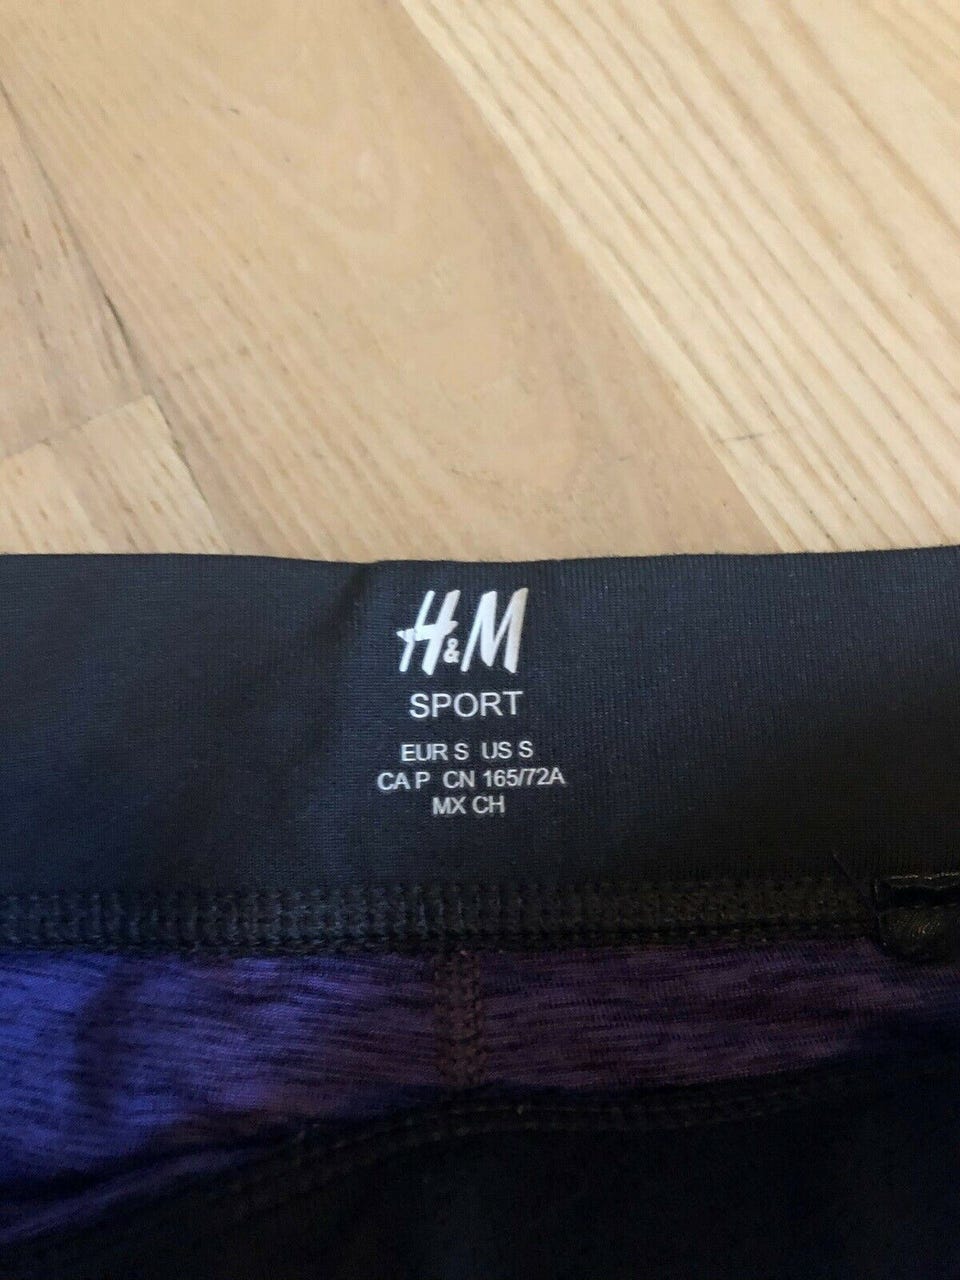 H&M
SPORT
EUR S US S
CA P CN 165/72A
MX CH